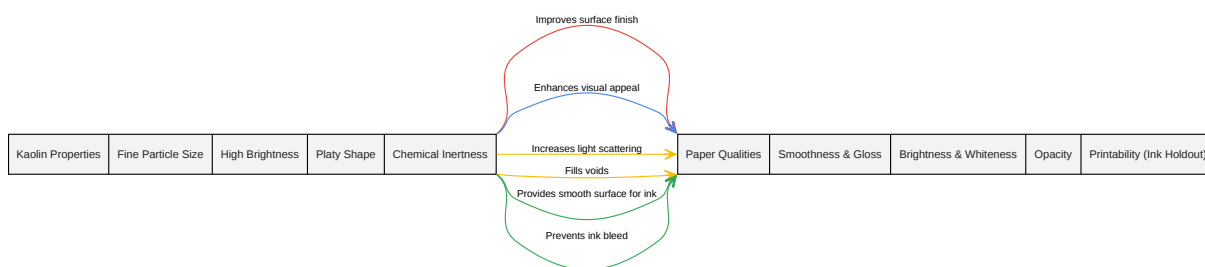 Improves surface finish
Enhances visual appeal
Kaolin Properties
Fine Particle Size
High Brightness
Platy Shape
Chemical Inertness
Increases light scattering
Fills voids
Provides smooth surface for ink
Prevents ink bleed
Paper Qualities
Smoothness & Gloss
Brightness & Whiteness
Opacity
Printability (Ink Holdout)